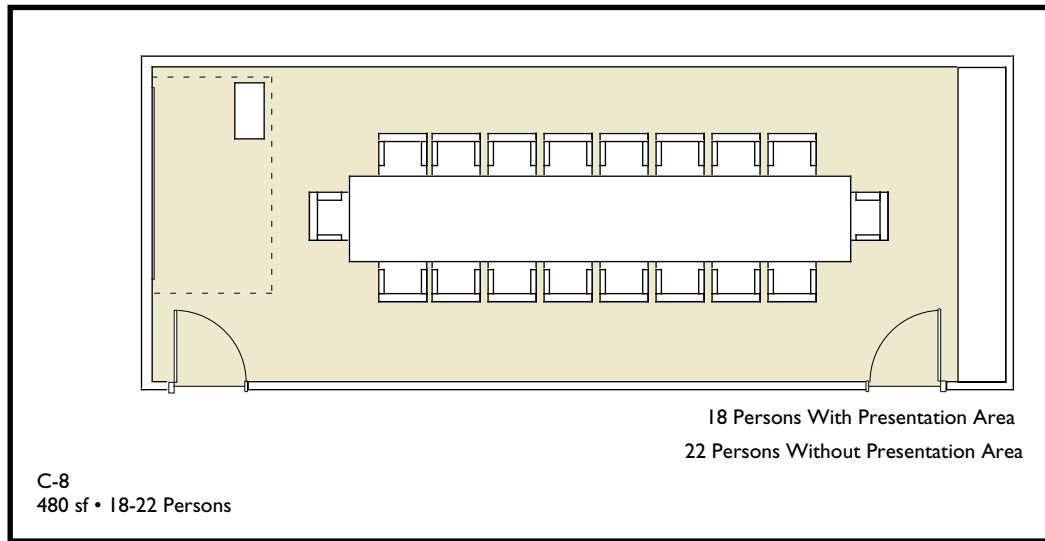 18 Persons With Presentation Area
22 Persons Without Presentation Area
C-8
480 sf • 18-22 Persons